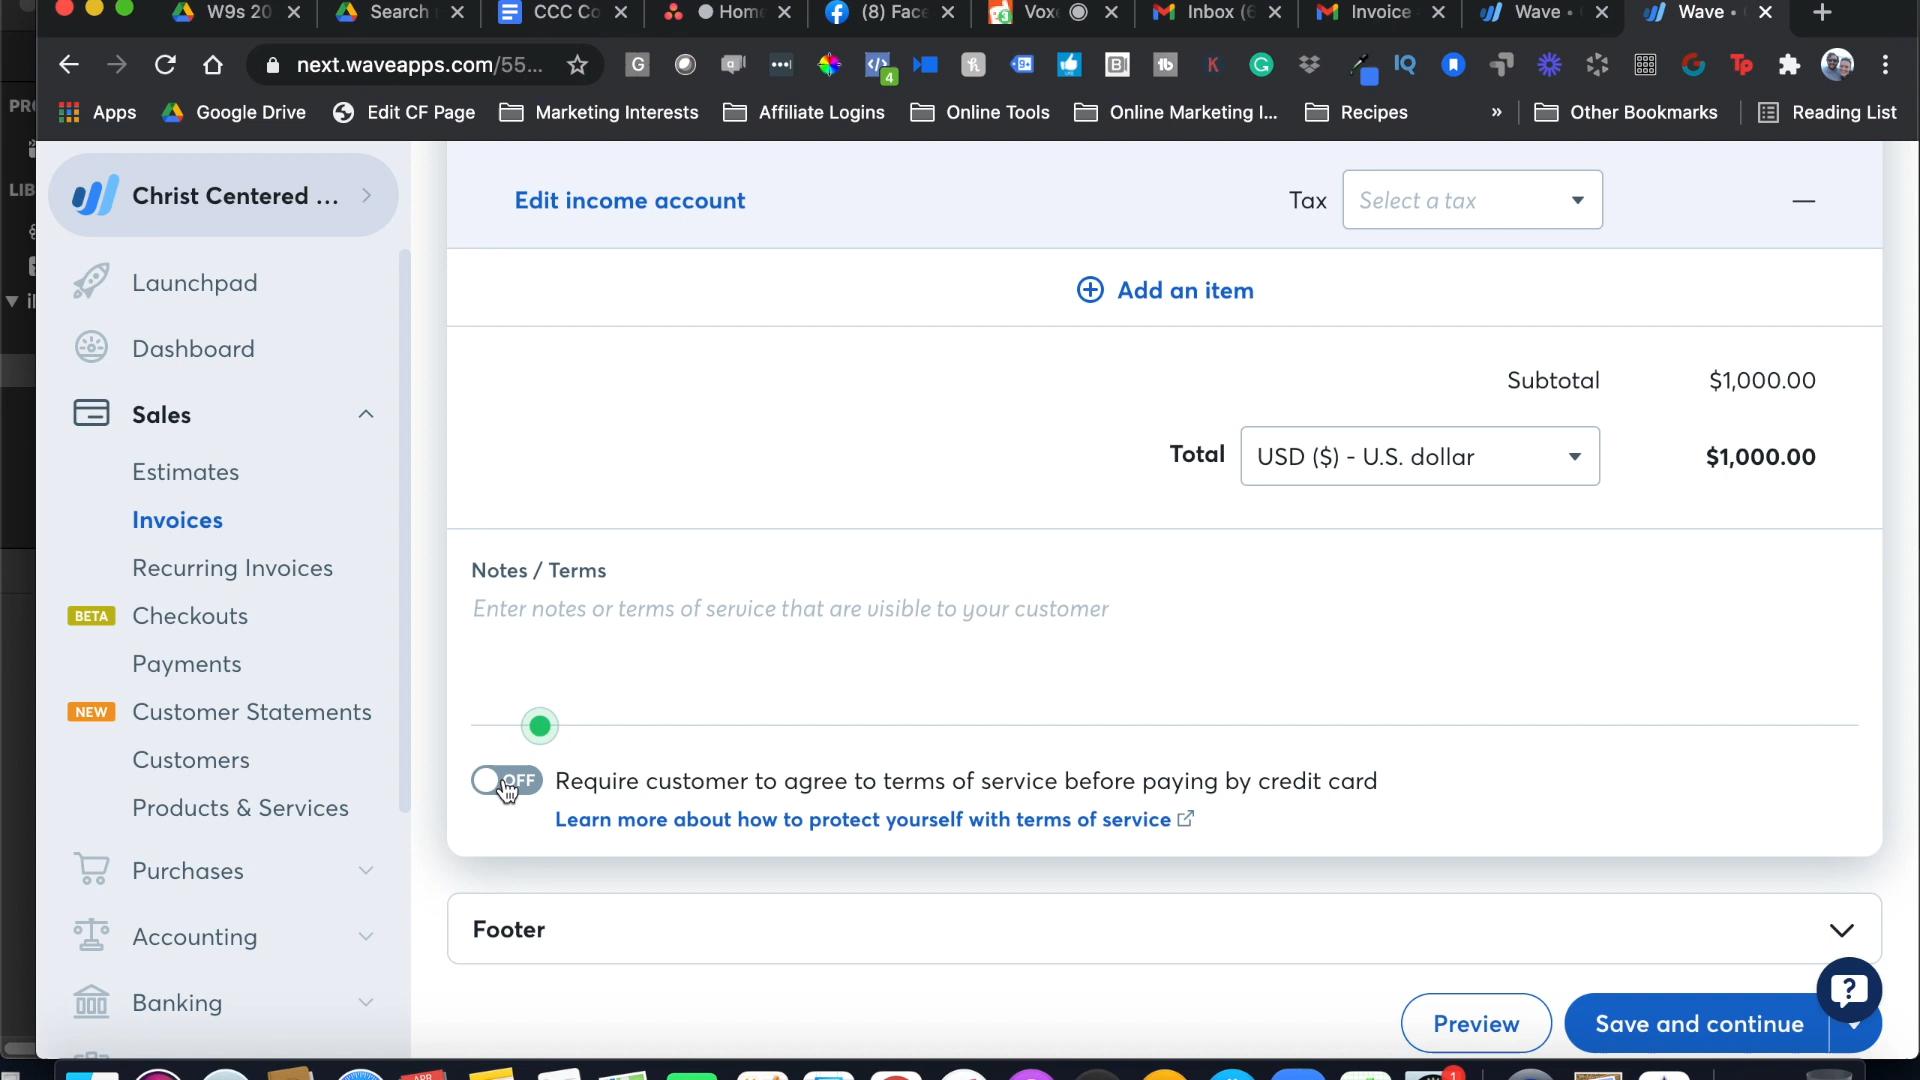 W9s 20
Search
CCC Co
Home
(8) Face
Voxe
Inbox (6
Invoice
Wave •
Wave •
next.waveapps.com/55...
4
Apps
Google Drive
Edit CF Page
Marketing Interests
Affiliate Logins
Online Tools
Online Marketing I...
Recipes
»
Other Bookmarks
Reading List
Christ Centered ...
Launchpad
Dashboard
Sales
Estimates
Invoices
Recurring Invoices
BETA Checkouts
Payments
NEW Customer Statements
Customers
Products & Services
Purchases
Accounting
Banking
Edit income account
Tax Select a tax
Add an item
Subtotal $1,000.00
Total USD ($) - U.S. dollar $1,000.00
Notes / Terms
Enter notes or terms of service that are visible to your customer
OFF Require customer to agree to terms of service before paying by credit card
Learn more about how to protect yourself with terms of service
Footer
Preview
Save and continue